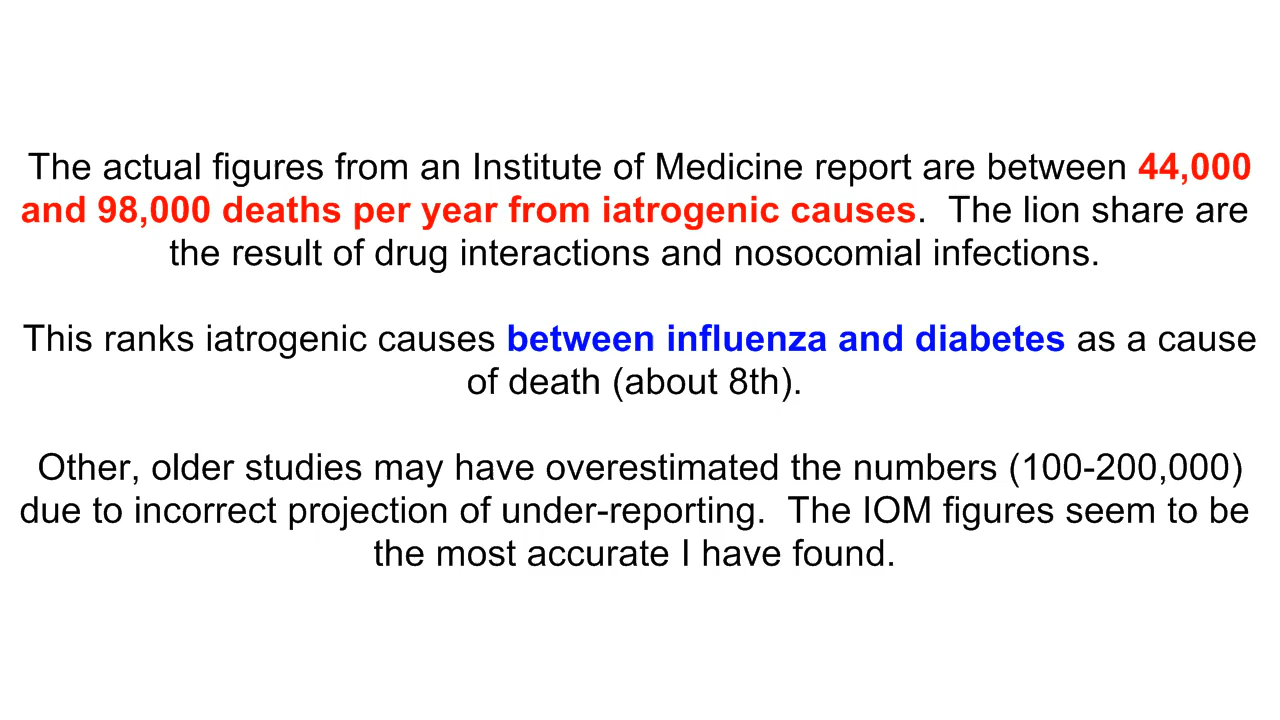 The actual figures from an Institute of Medicine report are between 44,000
and 98,000 deaths per year from iatrogenic causes.  The lion share are
the result of drug interactions and nosocomial infections.
This ranks iatrogenic causes between influenza and diabetes as a cause
of death (about 8th).
Other, older studies may have overestimated the numbers (100-200,000)
due to incorrect projection of under-reporting.  The IOM figures seem to be
the most accurate I have found.